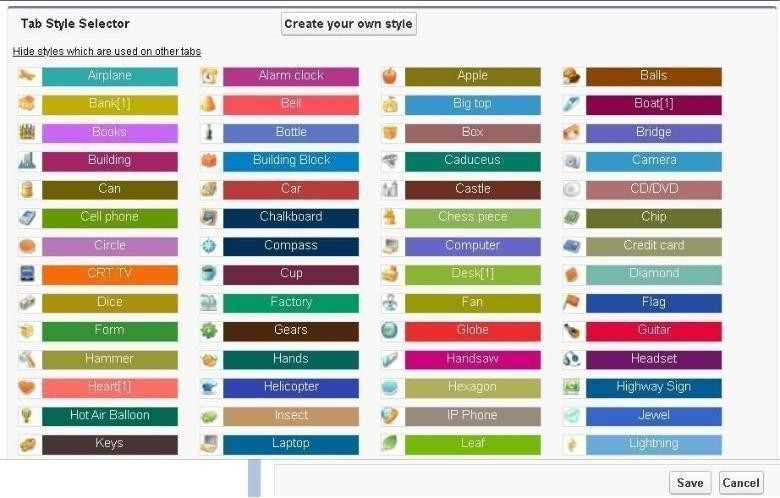 Tab Style Selector Create your own style
Hide styles which are used on other tabs
Airplane Alarm clock Apple Balls
Bank[1] Bell Big top Boat[1]
Books Bottle Box Bridge
Building Building Block Caduceus Camera
Can Car Castle CD/DVD
Cell phone Chalkboard Chess piece Chip
Circle Compass Computer Credit card
CRT TV Cup Desk[1] Diamond
Dice Factory Fan Flag
Form Gears Globe Guitar
Hammer Hands Handsaw Headset
Heart[1] Helicopter Hexagon Highway Sign
Hot Air Balloon Insect IP Phone Jewel
Keys Laptop Leaf Lightning
Save Cancel